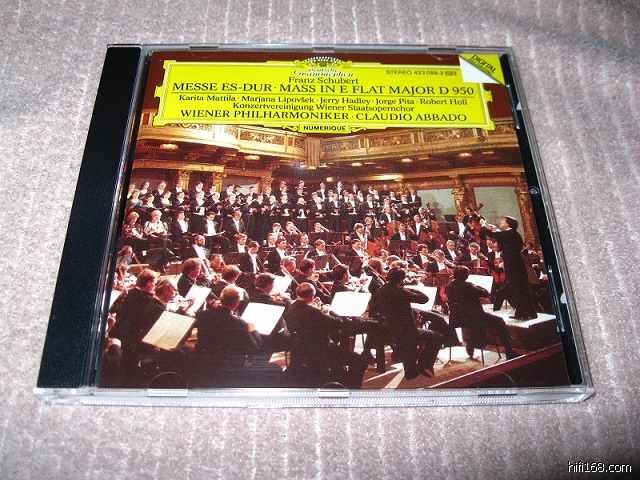 Deutsche
Grammophon
STEREO 423 088-2
DIGITAL
Franz Schubert
MESSE ES-DUR · MASS IN E FLAT MAJOR D 950
Karita Mattila · Marjana Lipovšek · Jerry Hadley · Jorge Pita · Robert Holl
Konzertvereinigung Wiener Staatsopernchor
WIENER PHILHARMONIKER · CLAUDIO ABBADO
NUMERIQUE
hifi168.com